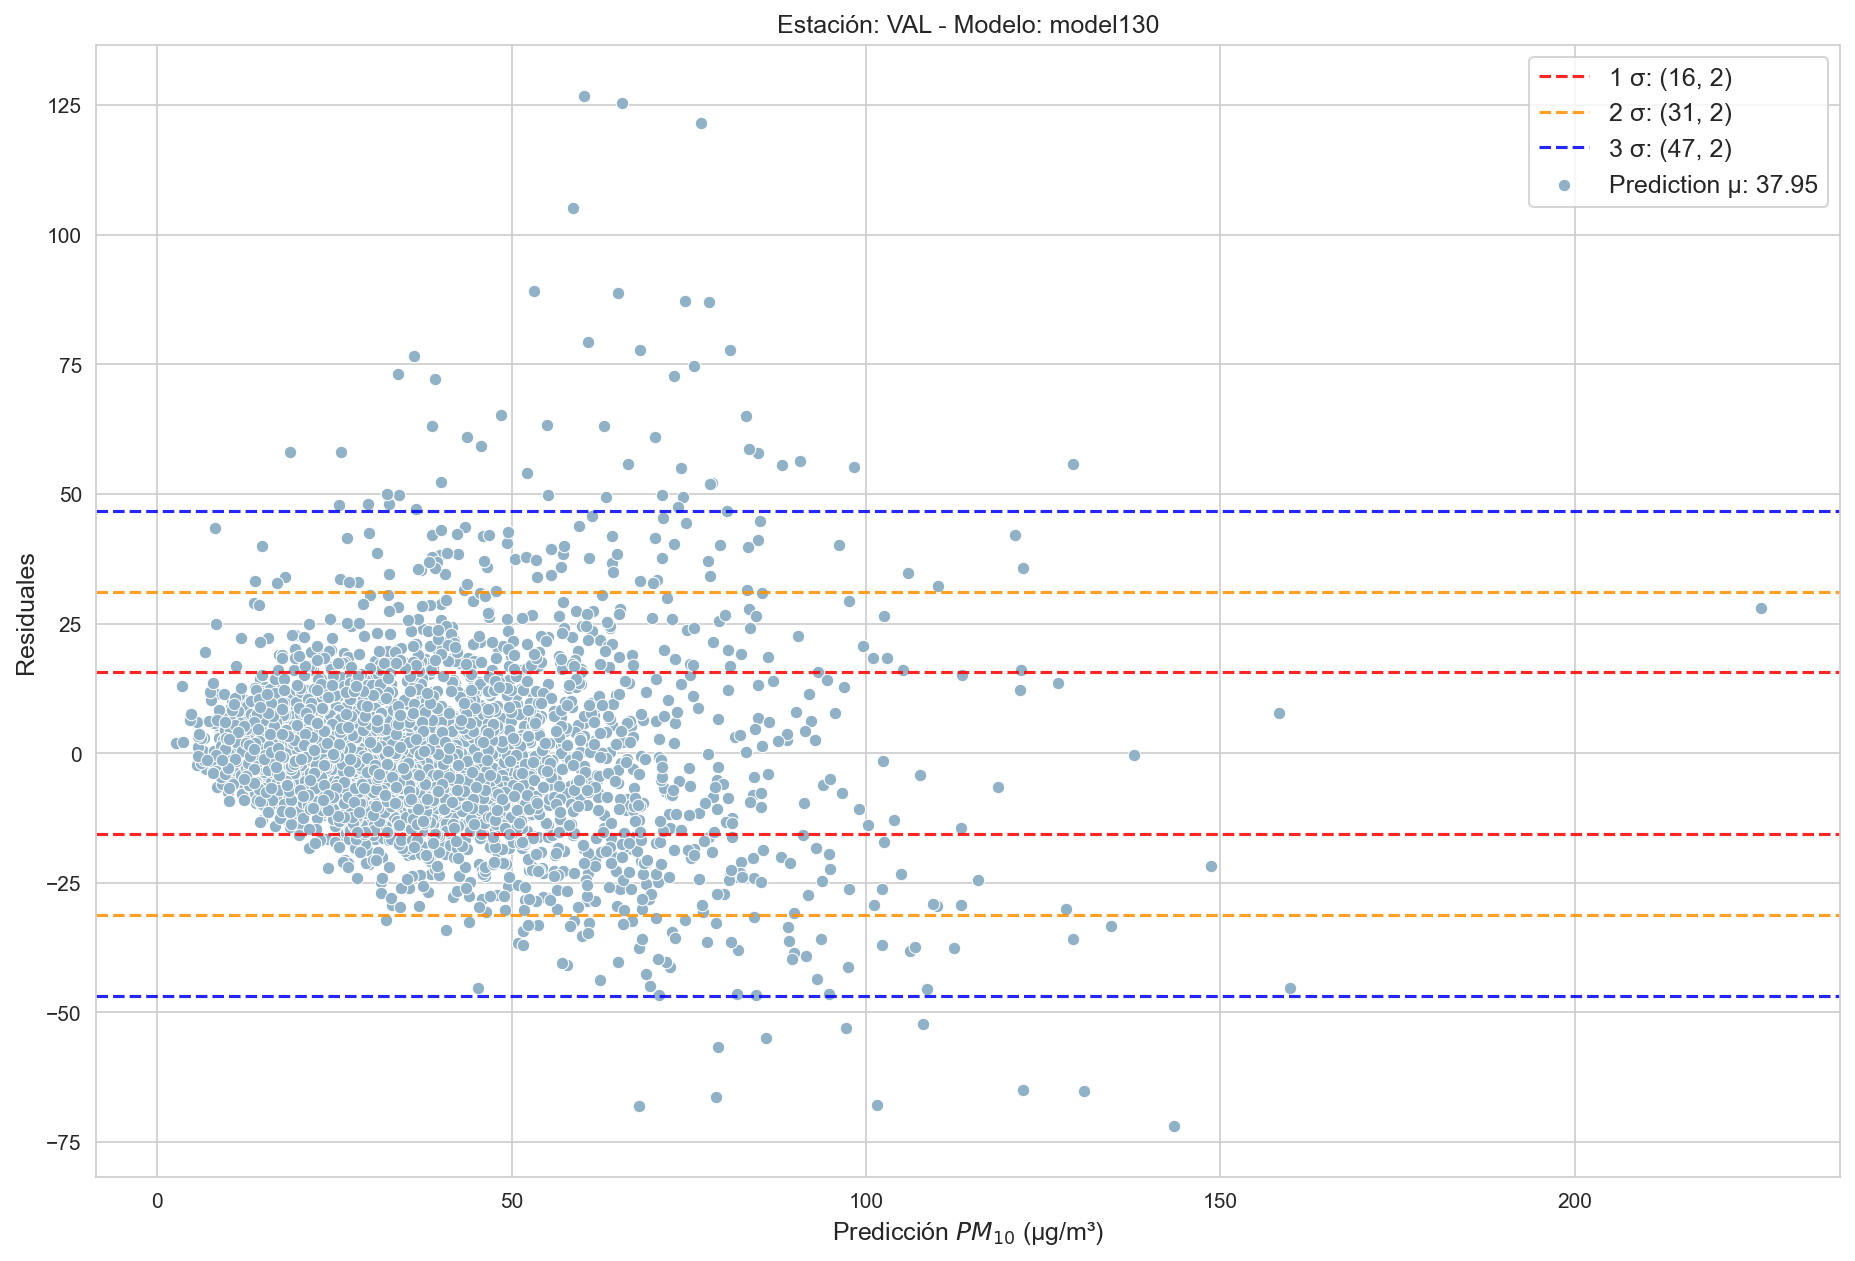 Estación: VAL - Modelo: model130
1 σ: (16, 2)
2 σ: (31, 2)
3 σ: (47, 2)
Prediction μ: 37.95
Residuales
125
100
75
50
25
0
−25
−50
−75
0 50 100 150 200
Predicción PM₁₀ (μg/m³)